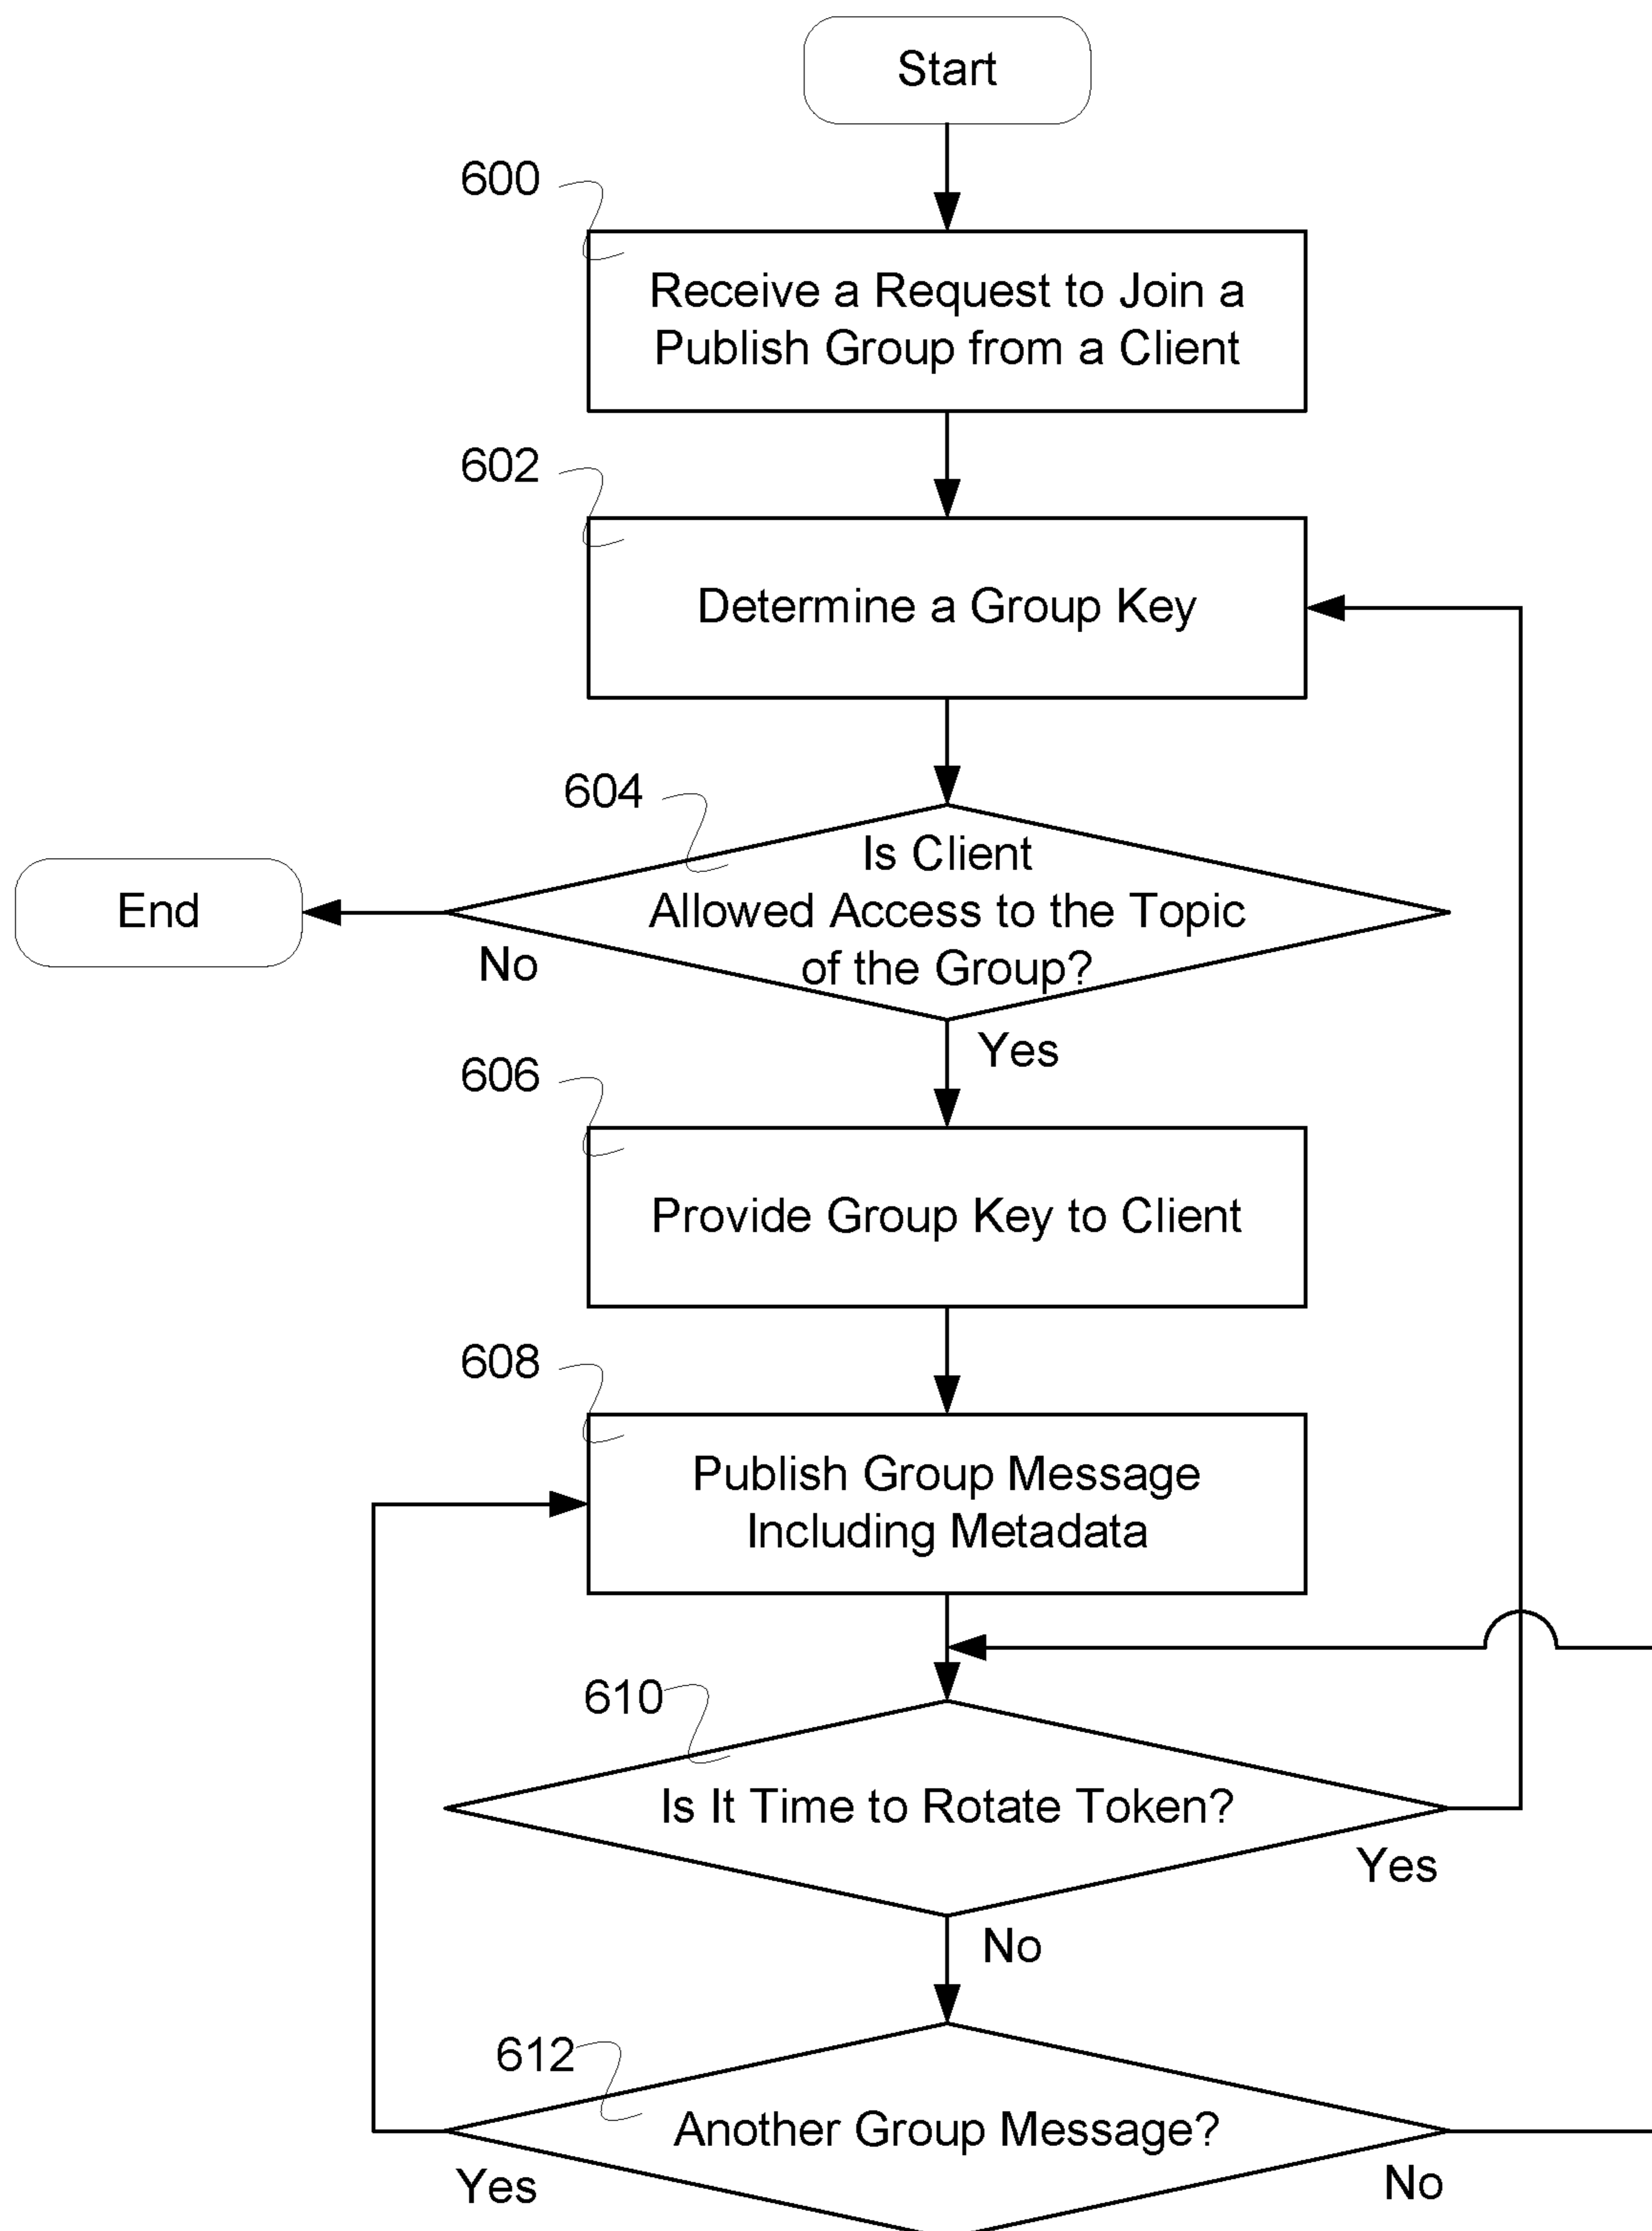 Start
600
Receive a Request to Join a
Publish Group from a Client
602
Determine a Group Key
604
Is Client
Allowed Access to the Topic
of the Group?
End
No
Yes
606
Provide Group Key to Client
608
Publish Group Message
Including Metadata
610
Is It Time to Rotate Token?
Yes
No
612
Another Group Message?
Yes
No